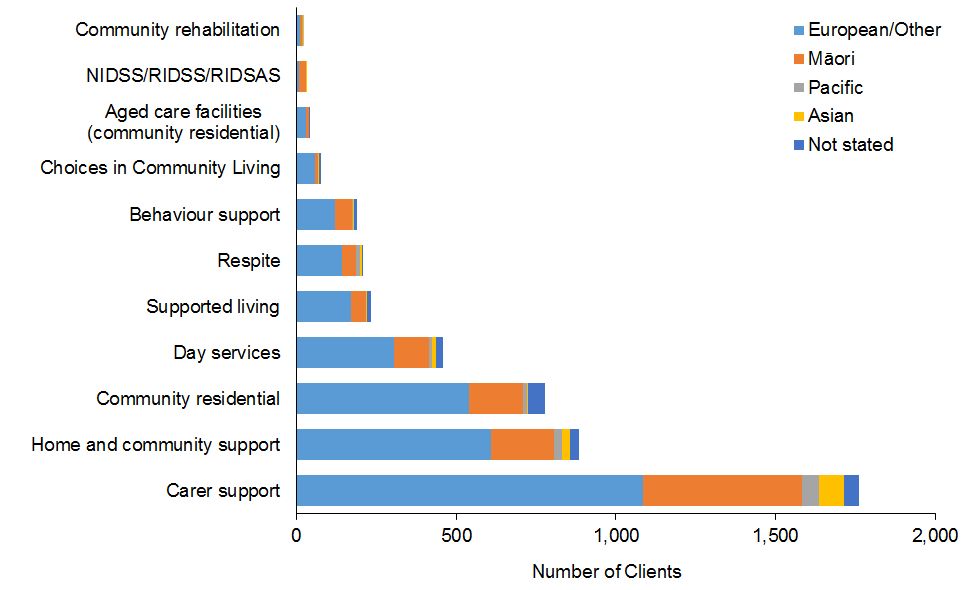 Community rehabilitation
NIDSS/RIDSS/RIDSAS
Aged care facilities
(community residential)
Choices in Community Living
Behaviour support
Respite
Supported living
Day services
Community residential
Home and community support
Carer support
European/Other
Māori
Pacific
Asian
Not stated
0 500 1,000 1,500 2,000
Number of Clients